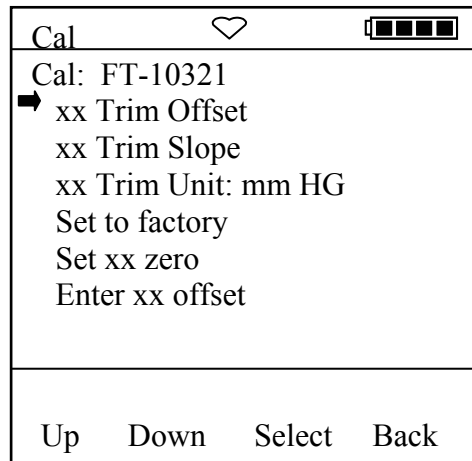 Cal
Cal: FT-10321
xx Trim Offset
xx Trim Slope
xx Trim Unit: mm HG
Set to factory
Set xx zero
Enter xx offset
Up Down Select Back